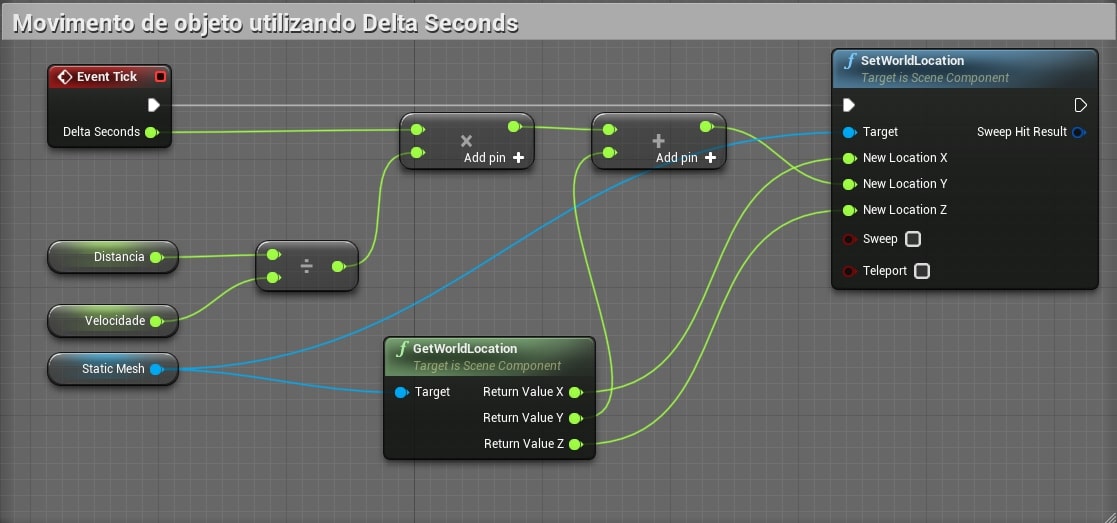 Movimento de objeto utilizando Delta Seconds
Event Tick
Delta Seconds
×
Add pin +
+
Add pin +
f SetWorldLocation
Target is Scene Component
Target
Sweep Hit Result
New Location X
New Location Y
New Location Z
Sweep
Teleport
Distancia
÷
Velocidade
Static Mesh
f GetWorldLocation
Target is Scene Component
Target
Return Value X
Return Value Y
Return Value Z